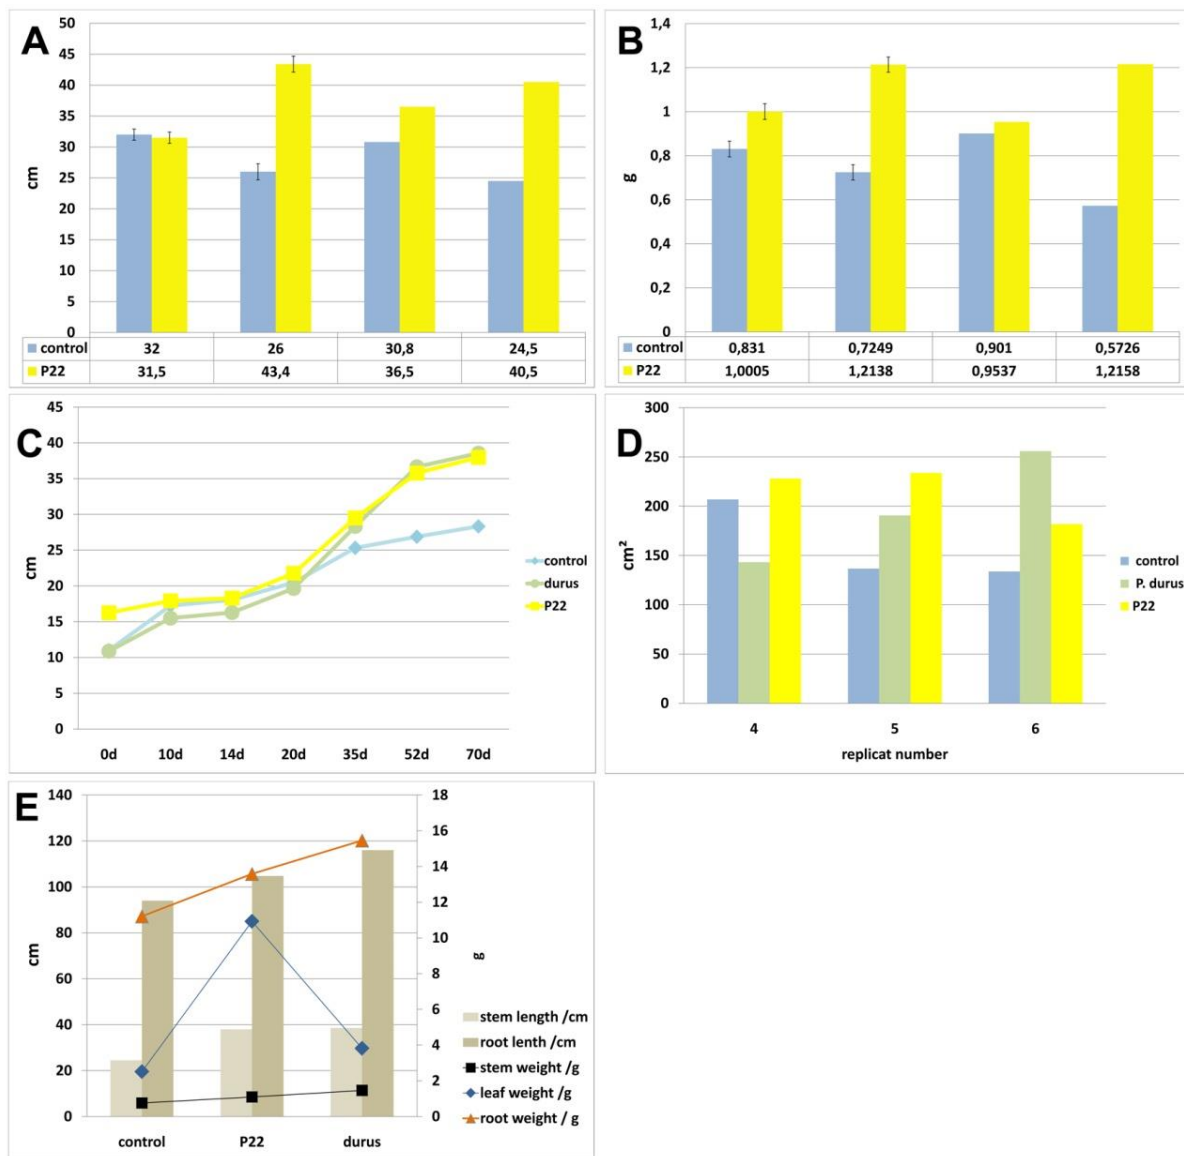 A
50
45
40
35
30
25
20
15
10
5
0
cm
control 32 26 30,8 24,5
P22 31,5 43,4 36,5 40,5
B
1,4
1,2
1
0,8
0,6
0,4
0,2
0
g
control 0,831 0,7249 0,901 0,5726
P22 1,0005 1,2138 0,9537 1,2158
C
45
40
35
30
25
20
15
10
5
0
cm
0d 10d 14d 20d 35d 52d 70d
control
durus
P22
D
300
250
200
150
100
50
0
cm²
4 5 6
replicat number
control
P. durus
P22
E
140
120
100
80
60
40
20
0
cm
18
16
14
12
10
8
6
4
2
0
g
control P22 durus
stem length /cm
root lenth /cm
stem weight /g
leaf weight /g
root weight / g